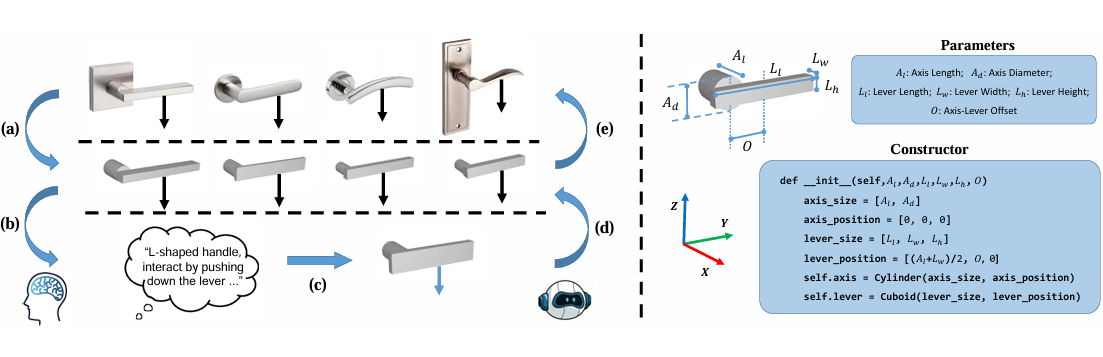 (a)
(b)
"L-shaped handle,
interact by pushing
down the lever ..."
(c)
(d)
(e)
A_l
L_l
L_w
L_h
A_d
O
Z
Y
X
Parameters
A_l: Axis Length; A_d: Axis Diameter;
L_l: Lever Length; L_w: Lever Width; L_h: Lever Height;
O: Axis-Lever Offset
Constructor
def __init__(self,A_l,A_d,L_l,L_w,L_h, O)
axis_size = [A_l, A_d]
axis_position = [0, 0, 0]
lever_size = [L_l, L_w, L_h]
lever_position = [(A_l+L_w)/2, O, 0]
self.axis = Cylinder(axis_size, axis_position)
self.lever = Cuboid(lever_size, lever_position)